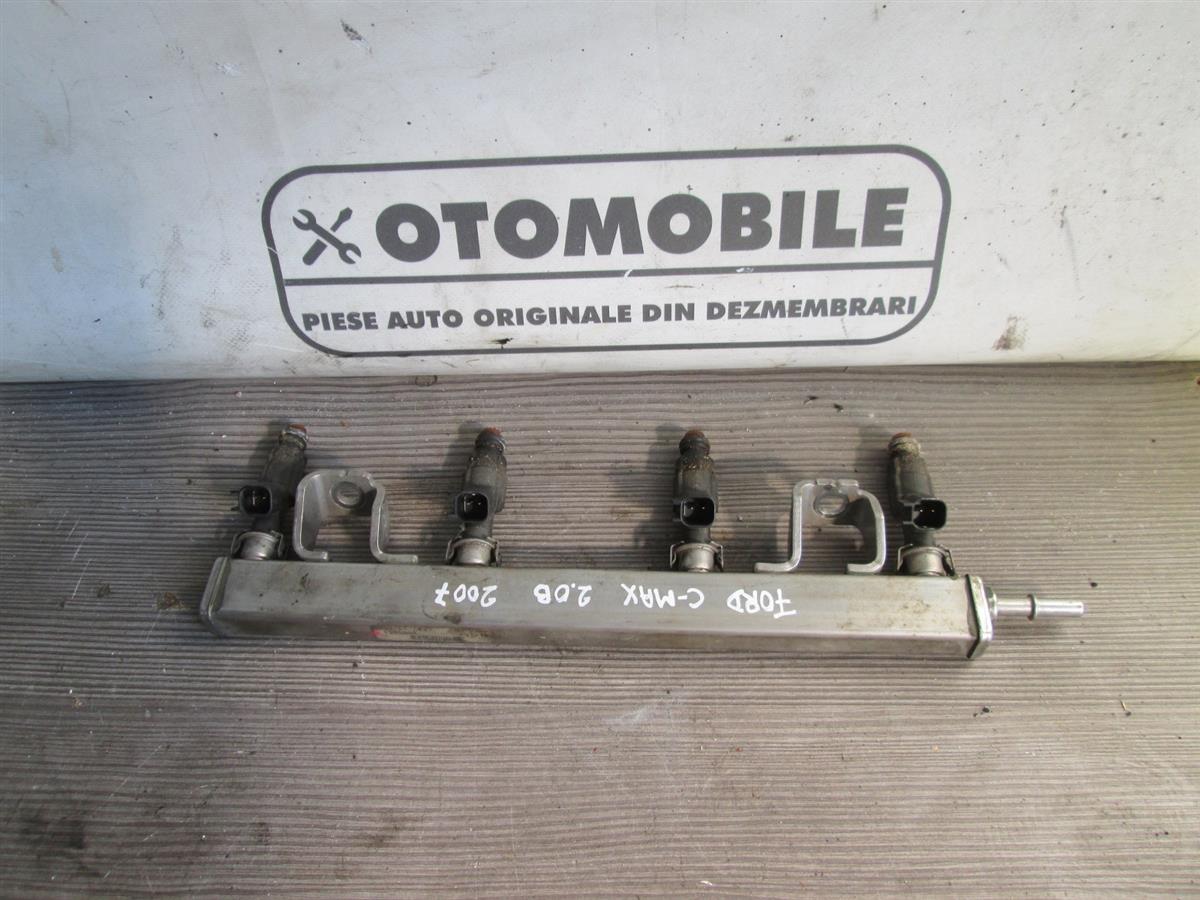 OTOMOBILE
PIESE AUTO ORIGINALE DIN DEZMEMBRARI
FORD C-MAX 2.0B 2007